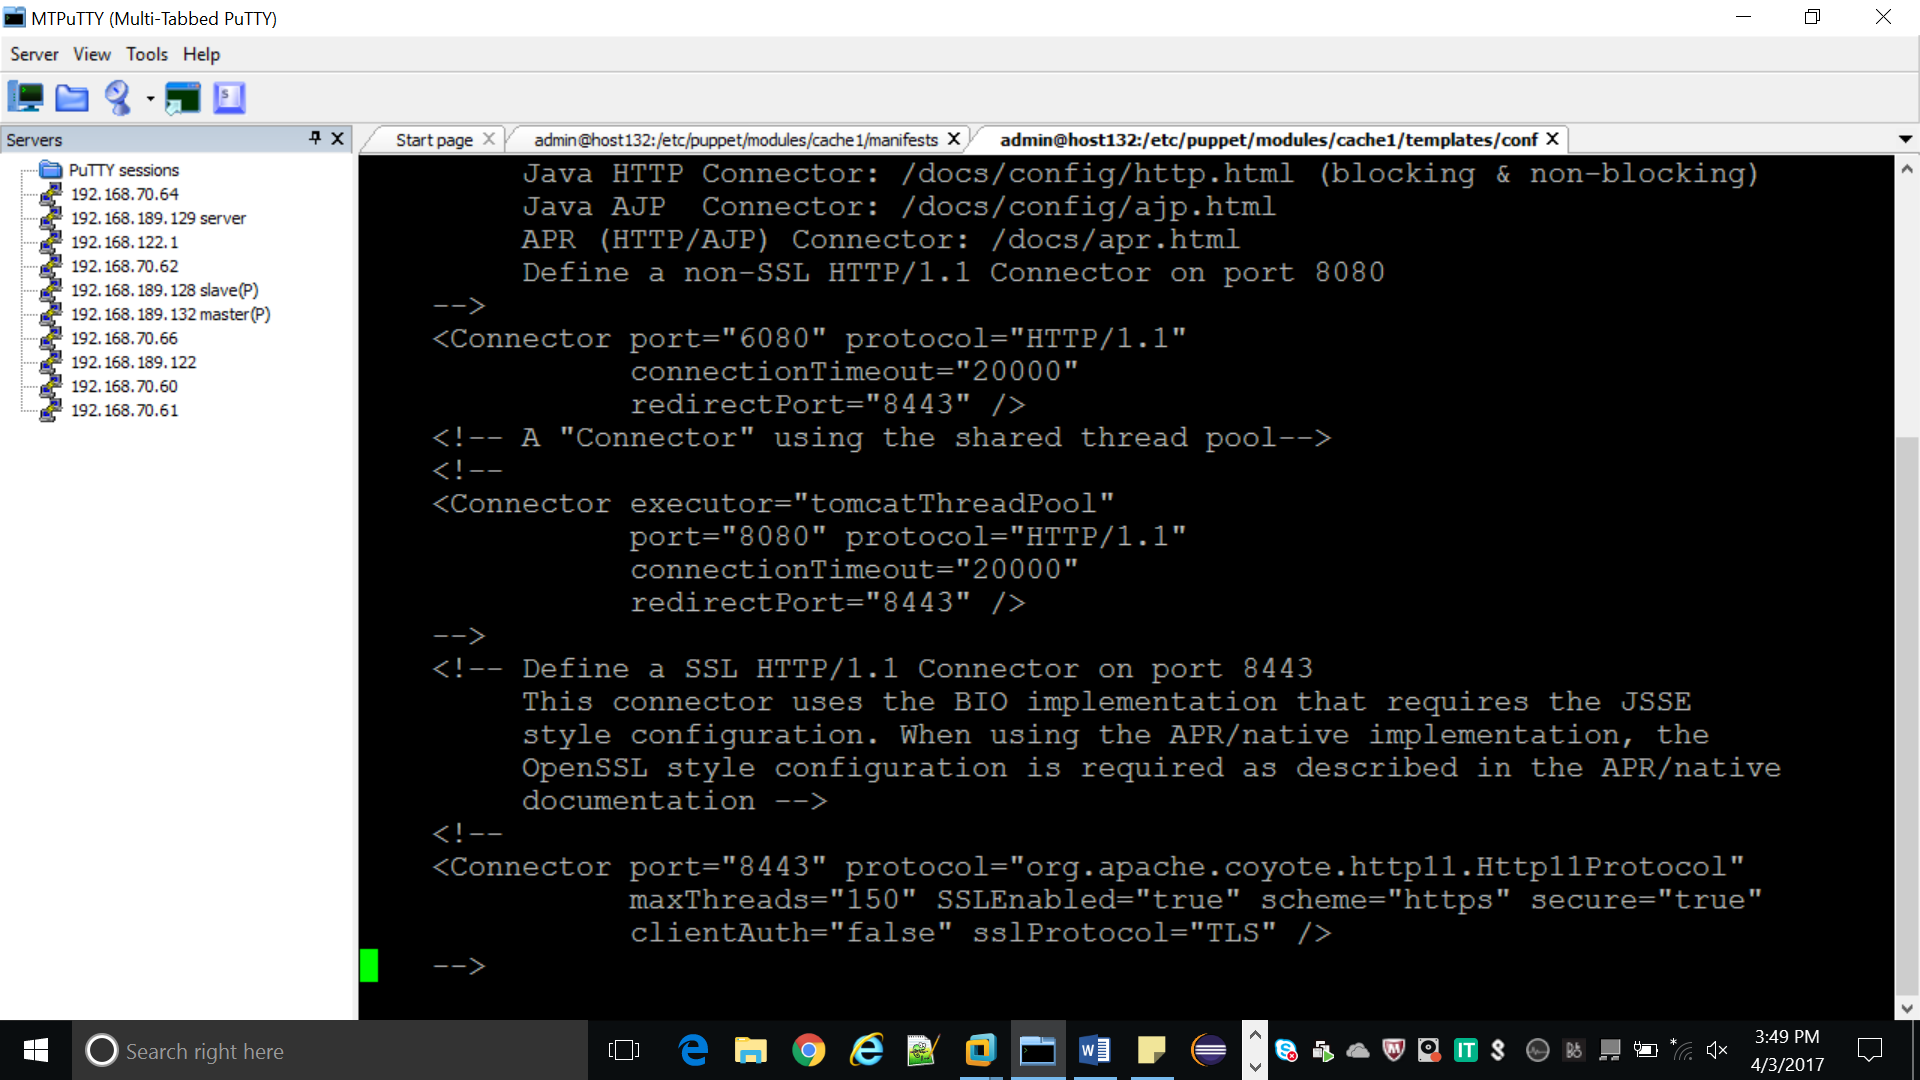 MTPuTTY (Multi-Tabbed PuTTY)
Server View Tools Help
Servers
Start page
admin@host132:/etc/puppet/modules/cache1/manifests
admin@host132:/etc/puppet/modules/cache1/templates/conf
PuTTY sessions
192.168.70.64
192.168.189.129 server
192.168.122.1
192.168.70.62
192.168.189.128 slave(P)
192.168.189.132 master(P)
192.168.70.66
192.168.189.122
192.168.70.60
192.168.70.61
Java HTTP Connector: /docs/config/http.html (blocking & non-blocking)
Java AJP  Connector: /docs/config/ajp.html
APR (HTTP/AJP) Connector: /docs/apr.html
Define a non-SSL HTTP/1.1 Connector on port 8080
-->
<Connector port="6080" protocol="HTTP/1.1"
connectionTimeout="20000"
redirectPort="8443" />
<!-- A "Connector" using the shared thread pool-->
<!--
<Connector executor="tomcatThreadPool"
port="8080" protocol="HTTP/1.1"
connectionTimeout="20000"
redirectPort="8443" />
-->
<!-- Define a SSL HTTP/1.1 Connector on port 8443
This connector uses the BIO implementation that requires the JSSE
style configuration. When using the APR/native implementation, the
OpenSSL style configuration is required as described in the APR/native
documentation -->
<!--
<Connector port="8443" protocol="org.apache.coyote.http11.Http11Protocol"
maxThreads="150" SSLEnabled="true" scheme="https" secure="true"
clientAuth="false" sslProtocol="TLS" />
-->
Search right here
3:49 PM
4/3/2017